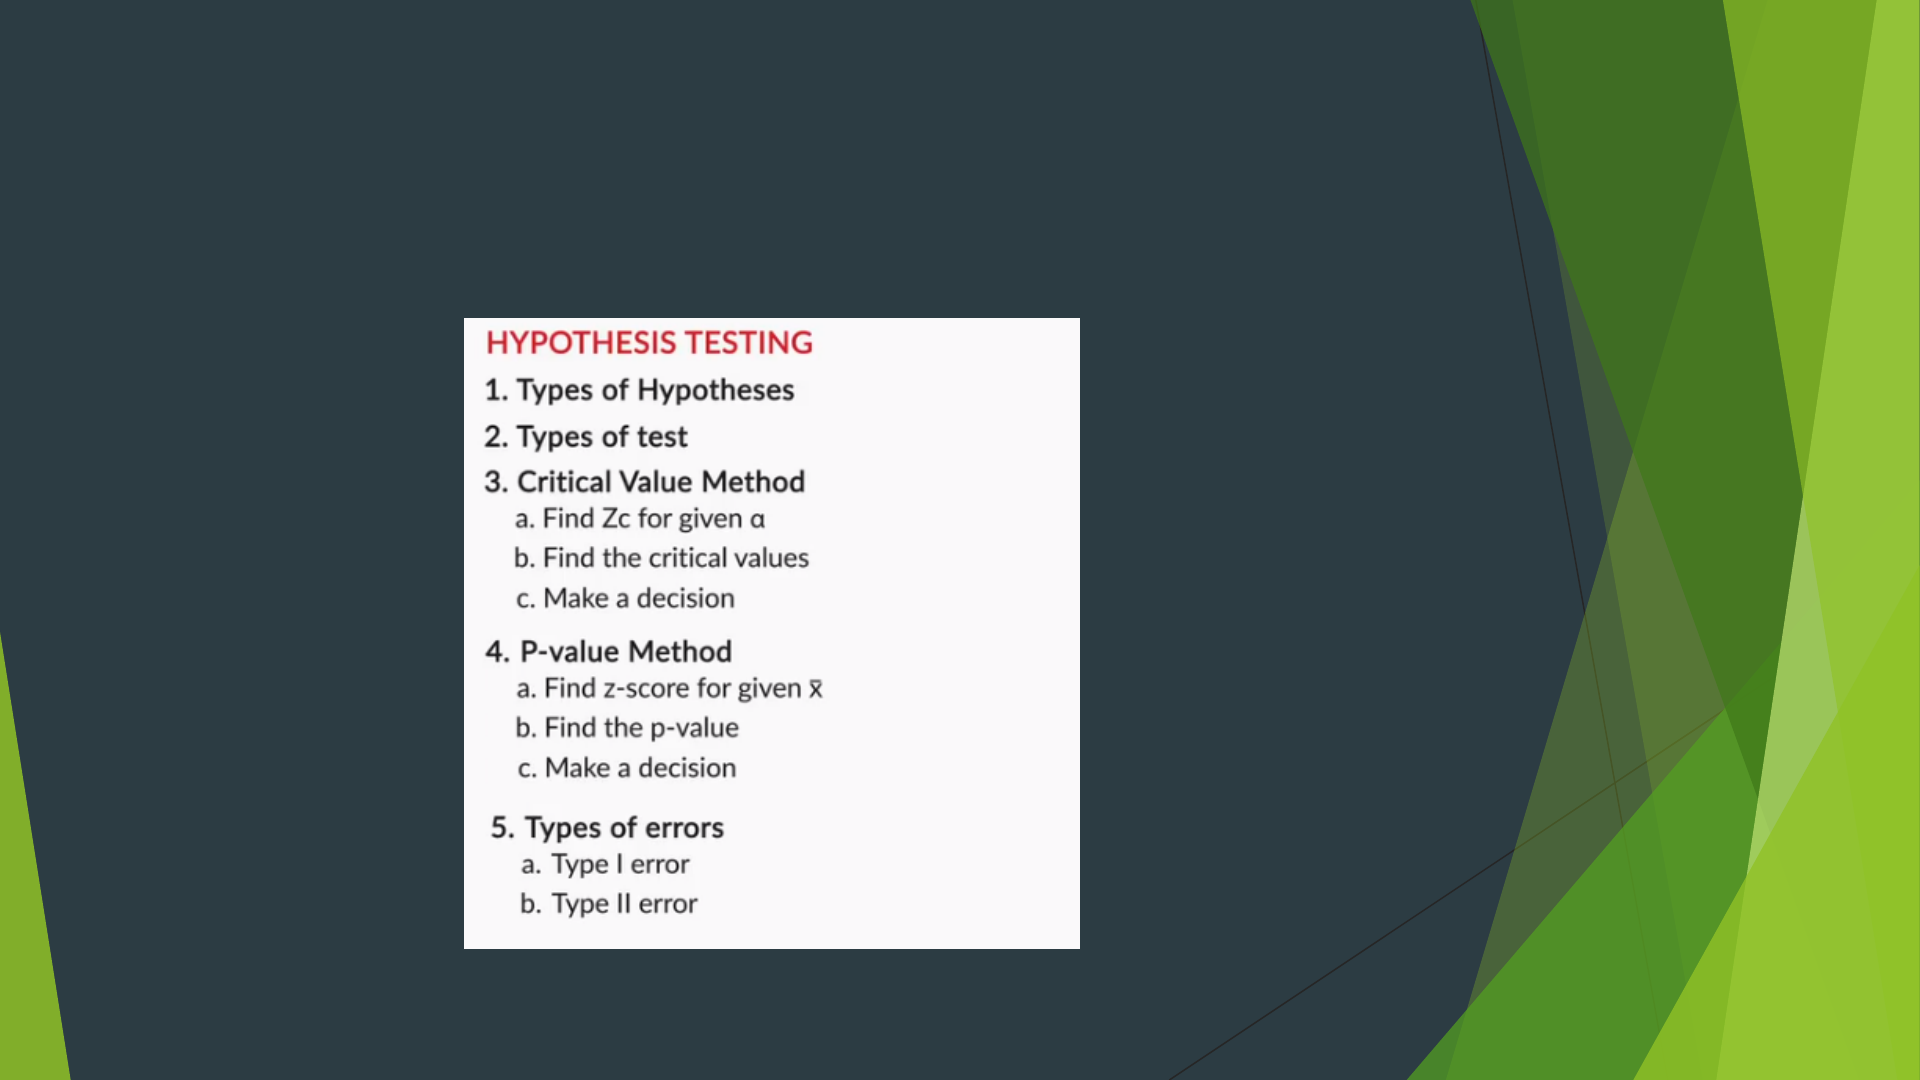 HYPOTHESIS TESTING
1. Types of Hypotheses
2. Types of test
3. Critical Value Method
a. Find Zc for given α
b. Find the critical values
c. Make a decision
4. P-value Method
a. Find z-score for given x̄
b. Find the p-value
c. Make a decision
5. Types of errors
a. Type I error
b. Type II error